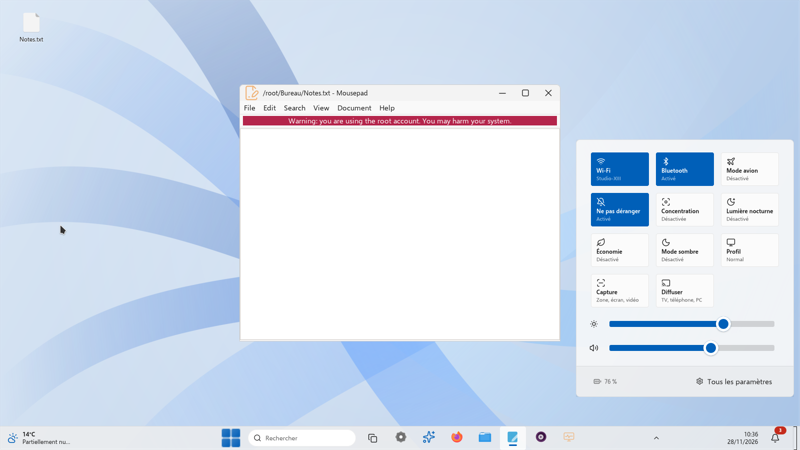 Notes.txt
/root/Bureau/Notes.txt - Mousepad
File Edit Search View Document Help
Warning: you are using the root account. You may harm your system.
Wi-Fi
Studio-XIII
Bluetooth
Activé
Mode avion
Désactivé
Ne pas déranger
Activé
Concentration
Désactivée
Lumière nocturne
Désactivé
Économie
Désactivé
Mode sombre
Désactivé
Profil
Normal
Capture
Zone, écran, vidéo
Diffuser
TV, téléphone, PC
76 %
Tous les paramètres
14°C
Partiellement nu...
Rechercher
10:36
28/11/2026
3